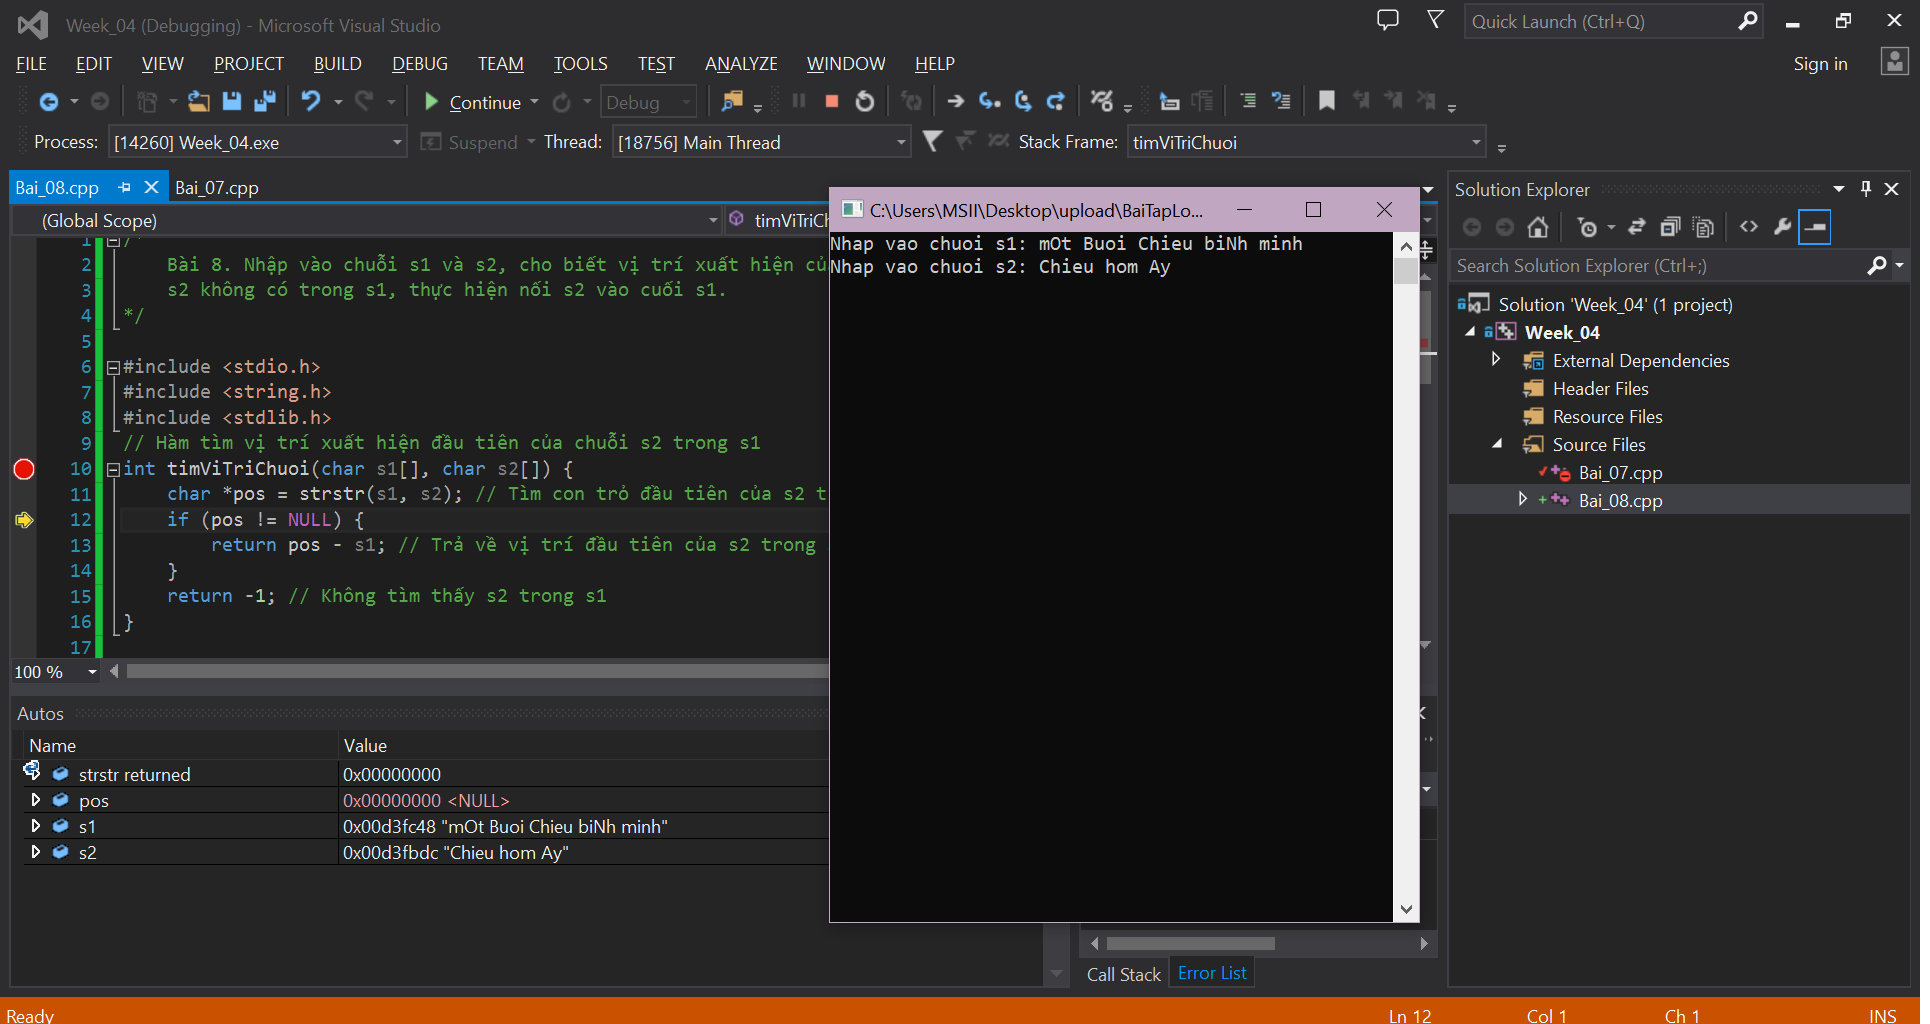 Week_04 (Debugging) - Microsoft Visual Studio
Quick Launch (Ctrl+Q)
FILE EDIT VIEW PROJECT BUILD DEBUG TEAM TOOLS TEST ANALYZE WINDOW HELP
Sign in
Continue
Debug
Process: [14260] Week_04.exe Suspend Thread: [18756] Main Thread Stack Frame: timViTriChuoi
Bai_08.cpp Bai_07.cpp
(Global Scope) timViTriCh
1 /*
2 Bài 8. Nhập vào chuỗi s1 và s2, cho biết vị trí xuất hiện củ
3 s2 không có trong s1, thực hiện nối s2 vào cuối s1.
4 */
5
6 #include <stdio.h>
7 #include <string.h>
8 #include <stdlib.h>
9 // Hàm tìm vị trí xuất hiện đầu tiên của chuỗi s2 trong s1
10 int timViTriChuoi(char s1[], char s2[]) {
11 char *pos = strstr(s1, s2); // Tìm con trỏ đầu tiên của s2 t
12 if (pos != NULL) {
13 return pos - s1; // Trả về vị trí đầu tiên của s2 trong
14 }
15 return -1; // Không tìm thấy s2 trong s1
16 }
17
100 %
C:\Users\MSII\Desktop\upload\BaiTapLo...
Nhap vao chuoi s1: mOt Buoi Chieu biNh minh
Nhap vao chuoi s2: Chieu hom Ay
Autos
Name Value
strstr returned 0x00000000
pos 0x00000000 <NULL>
s1 0x00d3fc48 "mOt Buoi Chieu biNh minh"
s2 0x00d3fbdc "Chieu hom Ay"
Call Stack Error List
Solution Explorer
Search Solution Explorer (Ctrl+;)
Solution 'Week_04' (1 project)
Week_04
External Dependencies
Header Files
Resource Files
Source Files
Bai_07.cpp
Bai_08.cpp
Ready Ln 12 Col 1 Ch 1 INS